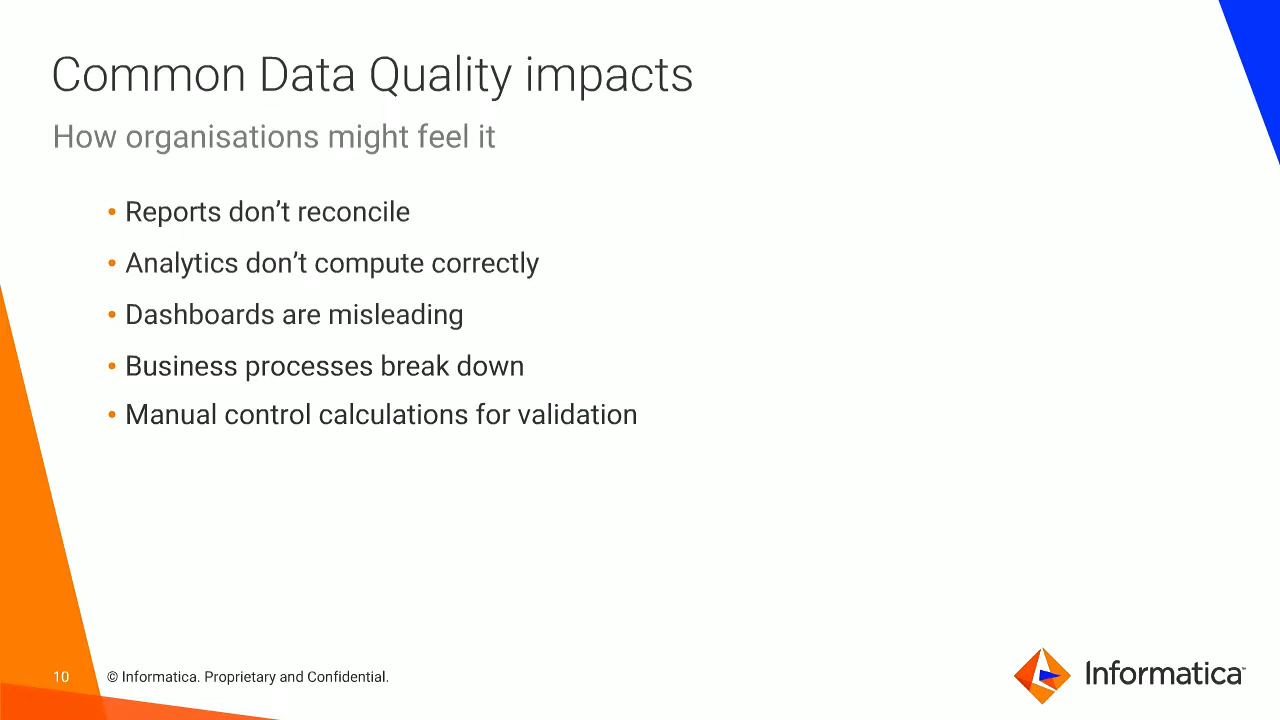 Common Data Quality impacts
How organisations might feel it
• Reports don’t reconcile
• Analytics don’t compute correctly
• Dashboards are misleading
• Business processes break down
• Manual control calculations for validation
10 © Informatica. Proprietary and Confidential.
Informatica™